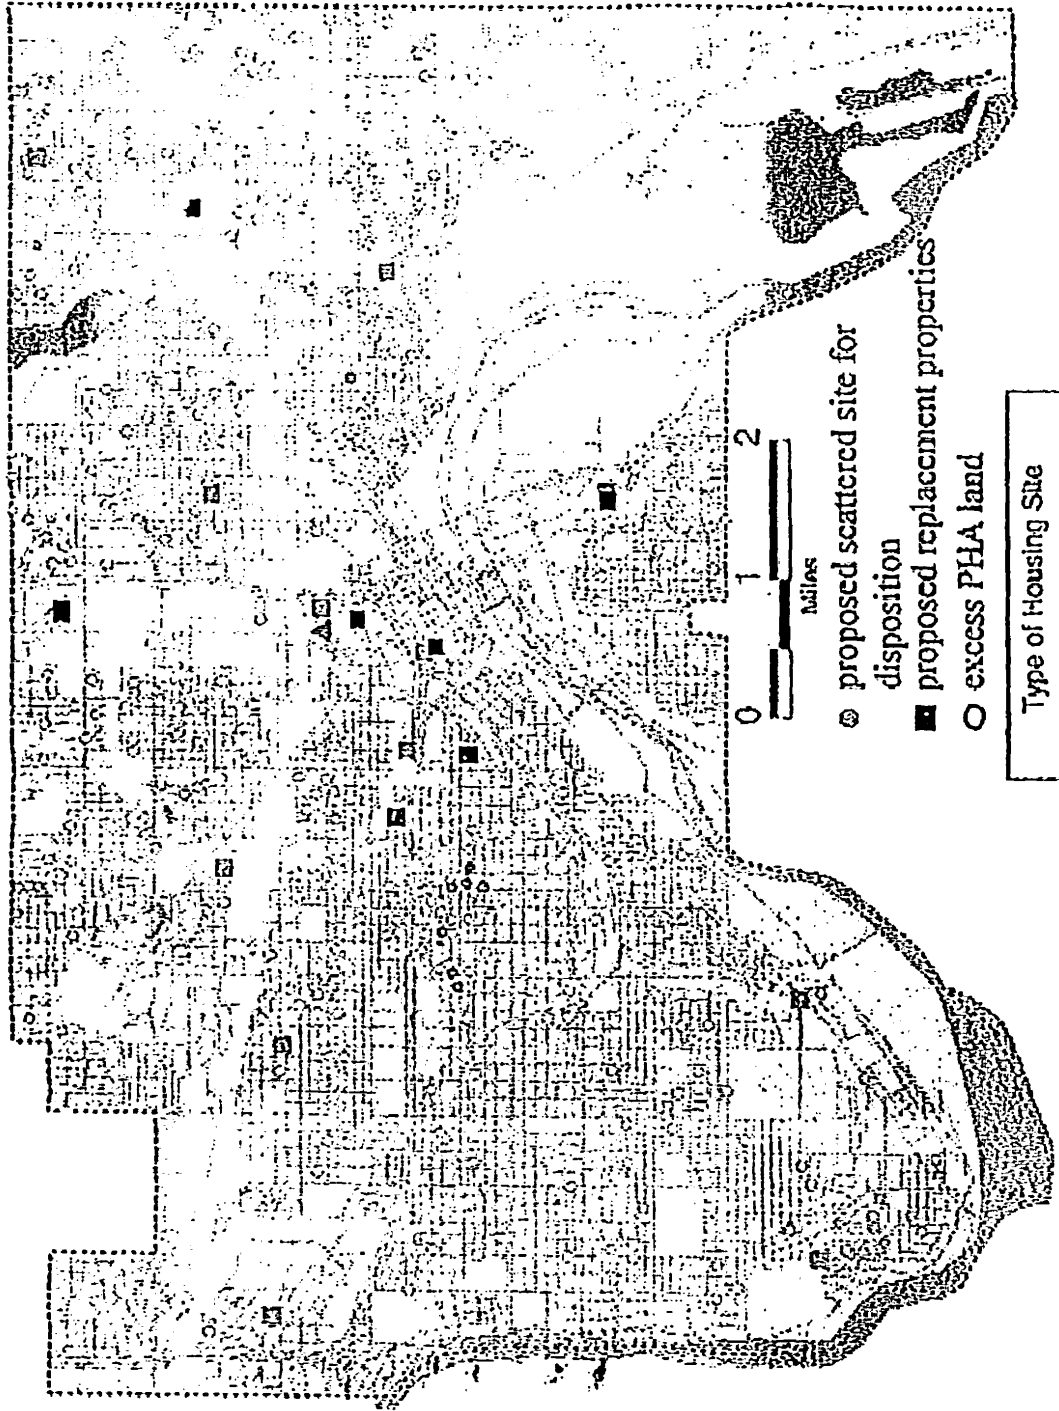 0 1 2
Miles
proposed scattered site for
disposition
proposed replacement properties
excess PHA land
Type of Housing Site